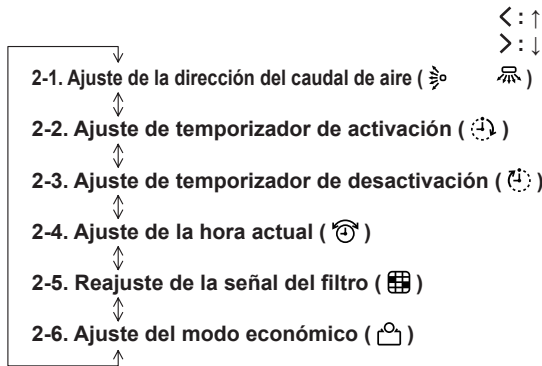 <:↑
>:↓
2-1. Ajuste de la dirección del caudal de aire ( )
2-2. Ajuste de temporizador de activación ( )
2-3. Ajuste de temporizador de desactivación ( )
2-4. Ajuste de la hora actual ( )
2-5. Reajuste de la señal del filtro ( )
2-6. Ajuste del modo económico ( )